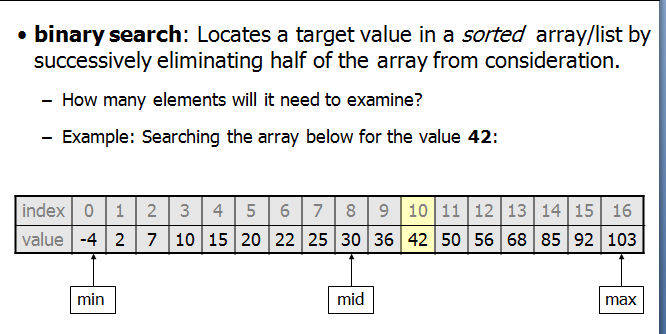 • binary search: Locates a target value in a sorted array/list by
successively eliminating half of the array from consideration.
– How many elements will it need to examine?
– Example: Searching the array below for the value 42:
index 0 1 2 3 4 5 6 7 8 9 10 11 12 13 14 15 16
value -4 2 7 10 15 20 22 25 30 36 42 50 56 68 85 92 103
min mid max